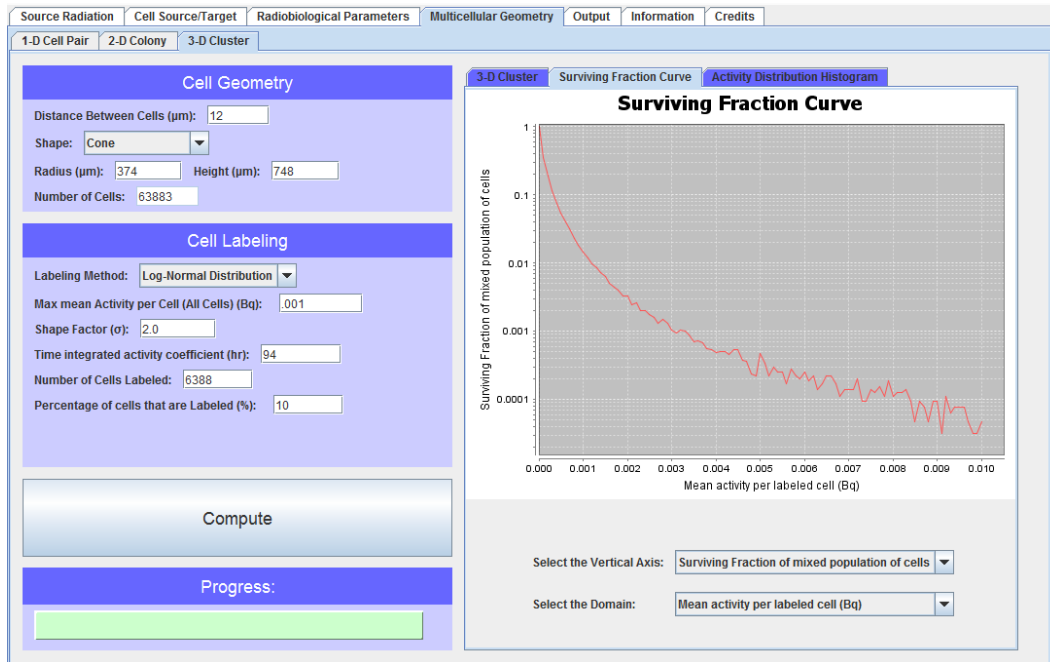 Source Radiation Cell Source/Target Radiobiological Parameters Multicellular Geometry Output Information Credits
1-D Cell Pair 2-D Colony 3-D Cluster
Cell Geometry
Distance Between Cells (µm): 12
Shape: Cone
Radius (µm): 374 Height (µm): 748
Number of Cells: 63883
Cell Labeling
Labeling Method: Log-Normal Distribution
Max mean Activity per Cell (All Cells) (Bq): .001
Shape Factor (σ): 2.0
Time integrated activity coefficient (hr): 94
Number of Cells Labeled: 6388
Percentage of cells that are Labeled (%): 10
Compute
Progress:
3-D Cluster Surviving Fraction Curve Activity Distribution Histogram
Surviving Fraction Curve
Surviving Fraction of mixed population of cells
1
0.1
0.01
0.001
0.0001
0.000 0.001 0.002 0.003 0.004 0.005 0.006 0.007 0.008 0.009 0.010
Mean activity per labeled cell (Bq)
Select the Vertical Axis: Surviving Fraction of mixed population of cells
Select the Domain: Mean activity per labeled cell (Bq)